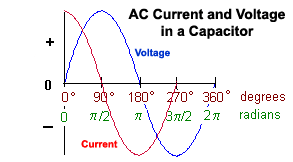 AC Current and Voltage
in a Capacitor
+
Voltage
0
0° 90° 180° 270° 360° degrees
0 π/2 π 3π/2 2π radians
−
Current